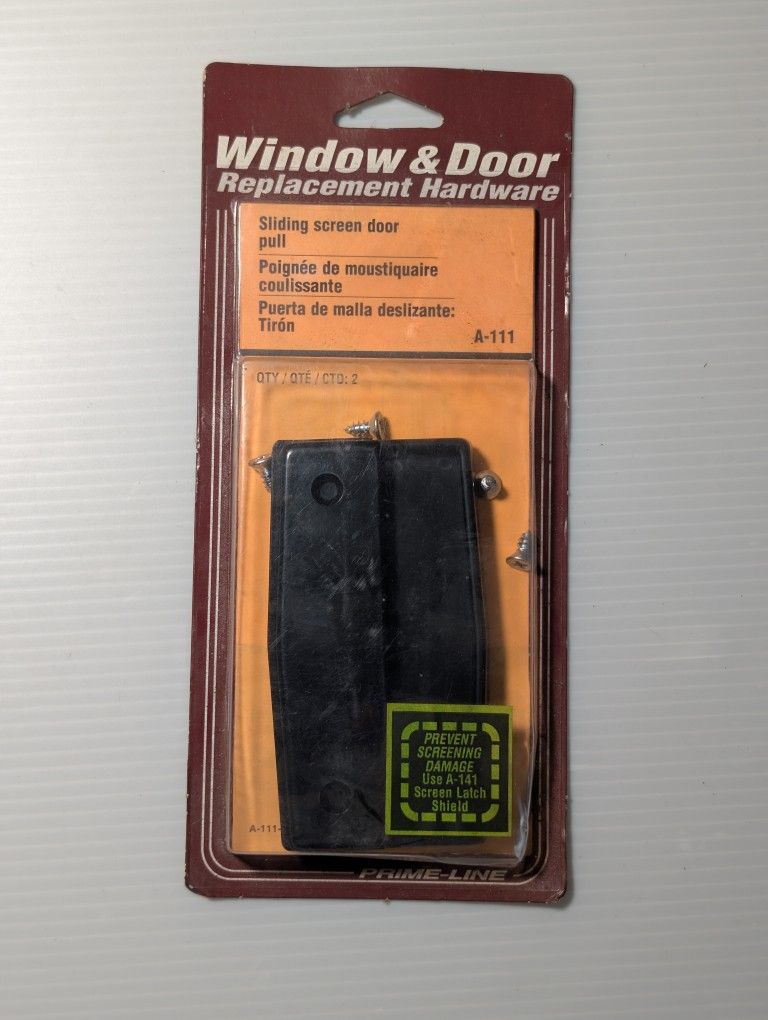 Window & Door
Replacement Hardware
Sliding screen door
pull
Poignée de moustiquaire
coulissante
Puerta de malla deslizante:
Tirón
A-111
QTY / QTÉ / CTD: 2
PREVENT
SCREENING
DAMAGE
Use A-141
Screen Latch
Shield
A-111-
PRIME-LINE